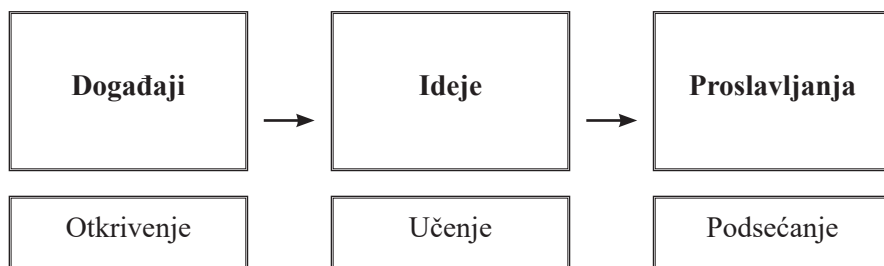 Događaji Ideje Proslavljanja
Otkrivenje Učenje Podsećanje